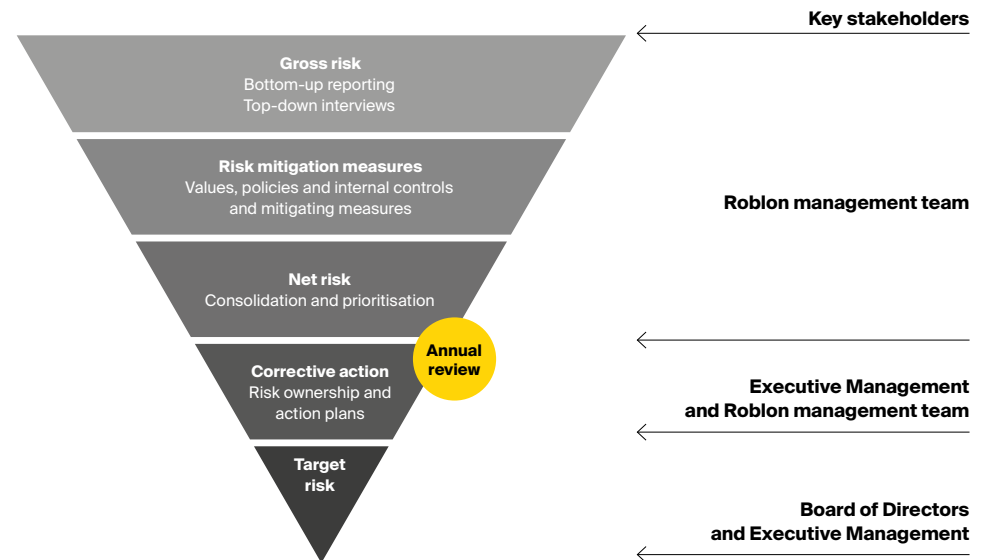 Key stakeholders
Gross risk
Bottom-up reporting
Top-down interviews
Risk mitigation measures
Values, policies and internal controls
and mitigating measures
Roblon management team
Net risk
Consolidation and prioritisation
Annual
review
Corrective action
Risk ownership and
action plans
Executive Management
and Roblon management team
Target
risk
Board of Directors
and Executive Management